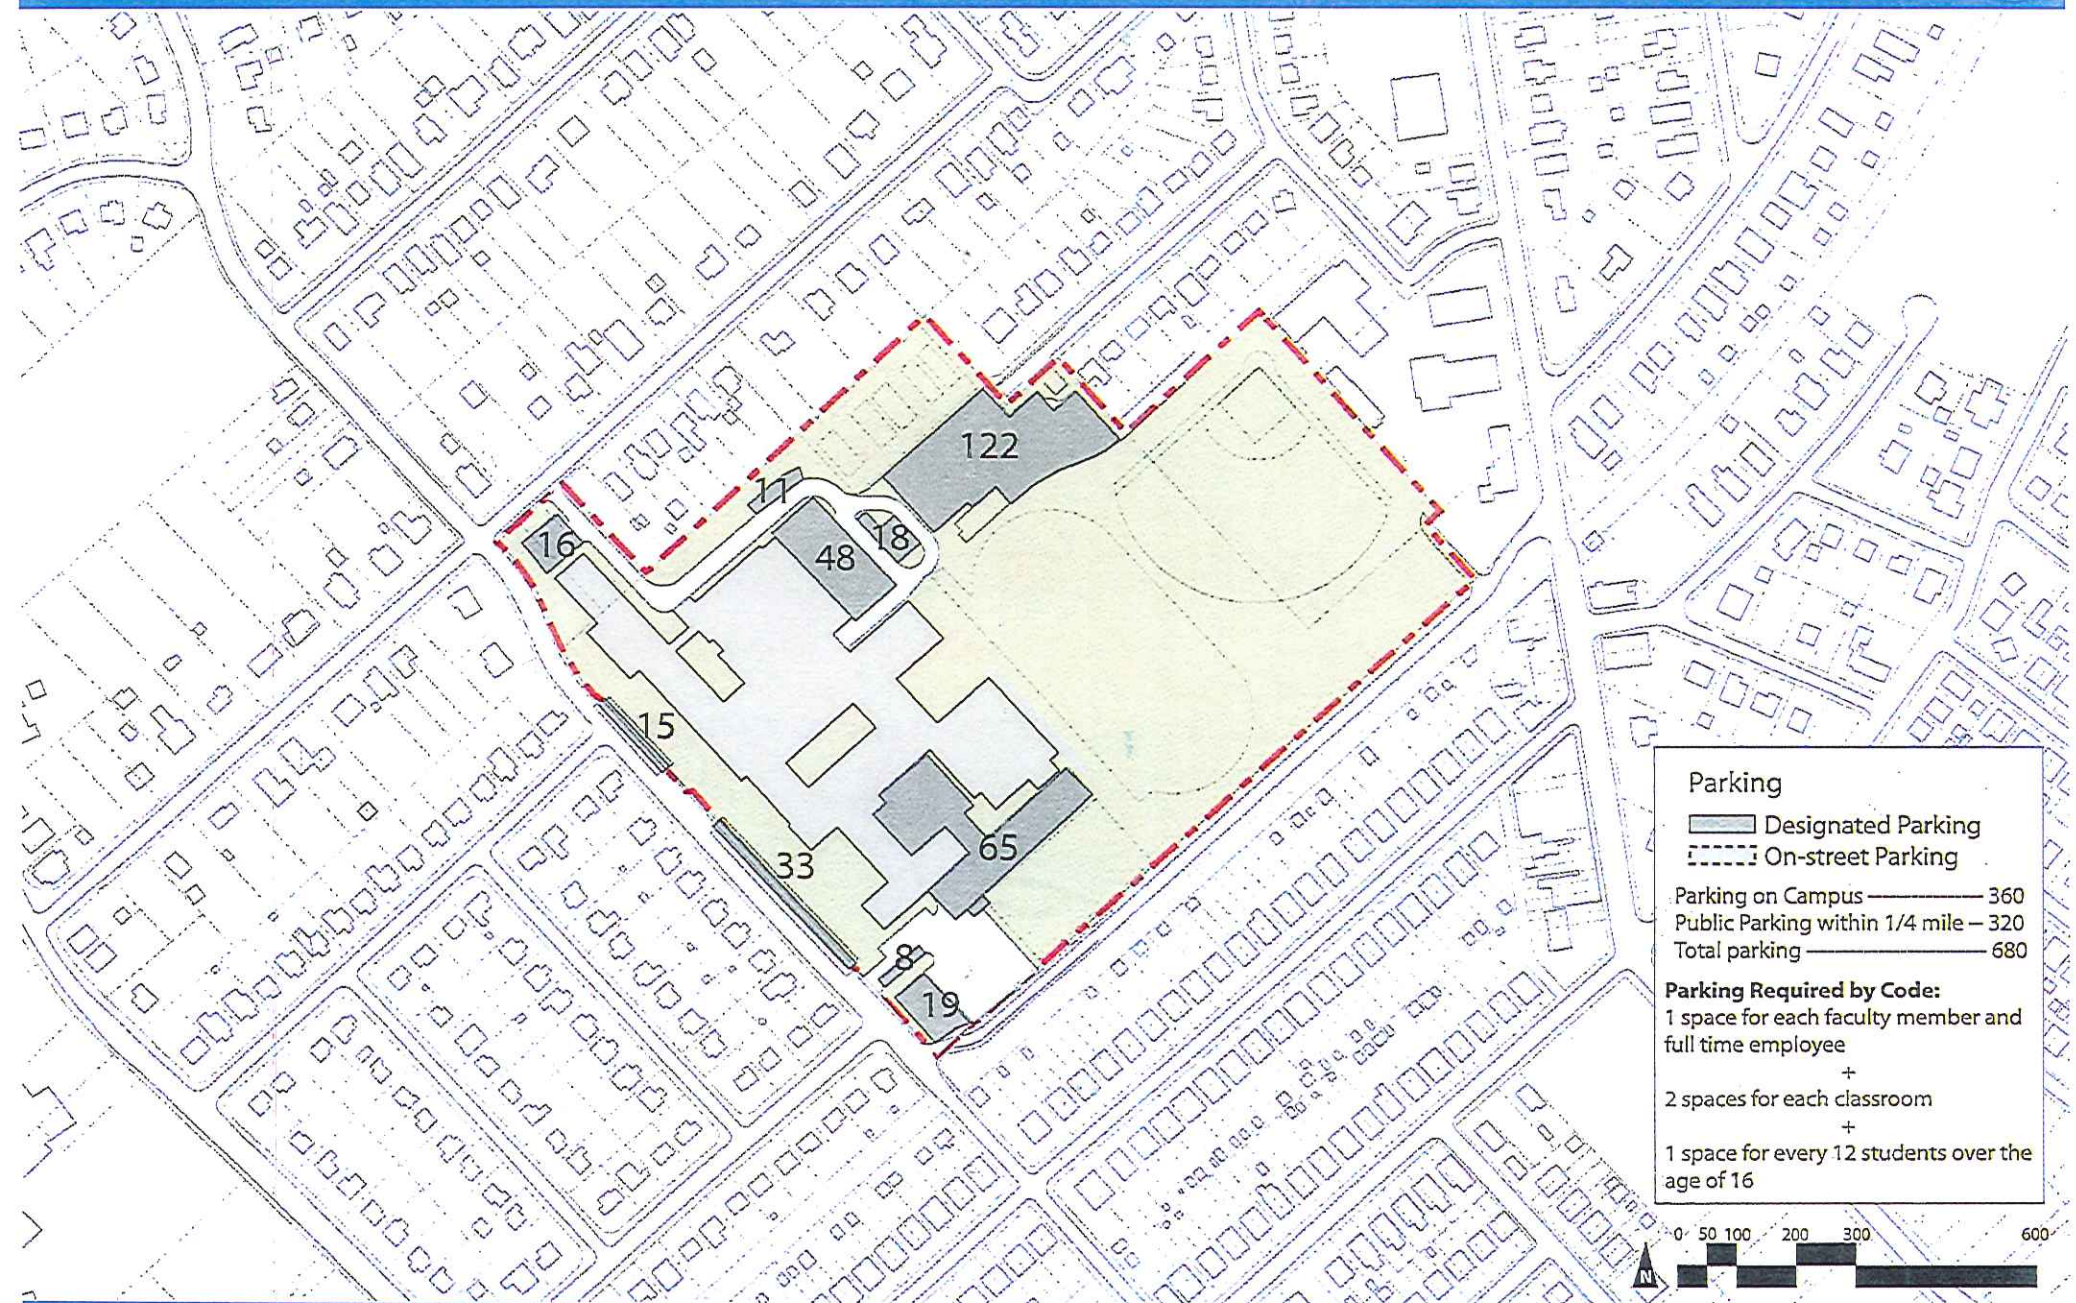 122
11
18
16
48
15
65
33
8
19
Parking
Designated Parking
On-street Parking
Parking on Campus 360
Public Parking within 1/4 mile – 320
Total parking 680
Parking Required by Code:
1 space for each faculty member and
full time employee
+
2 spaces for each classroom
+
1 space for every 12 students over the
age of 16
0 50 100 200 300 600
N